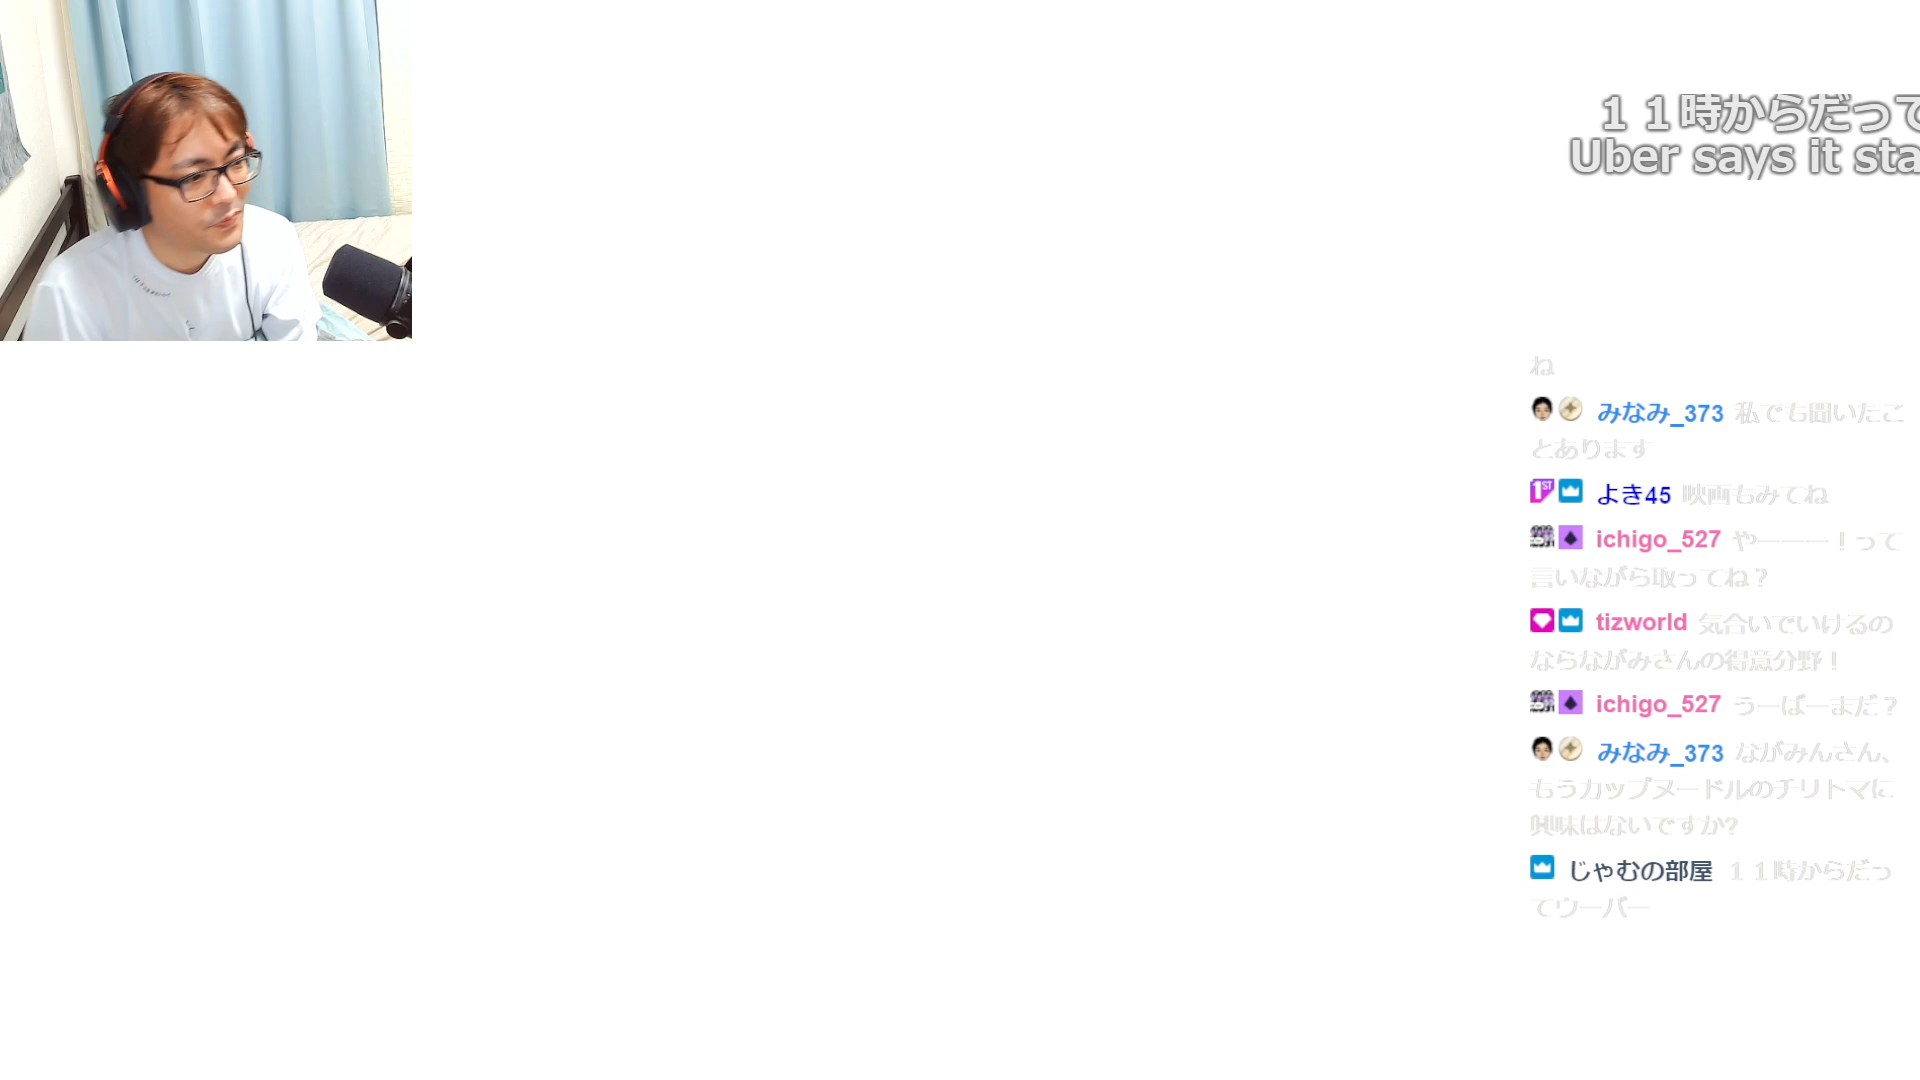 １１時からだって
Uber says it sta
ね
みなみ_373 私でも聞いたこ
とあります
よき45 映画もみてね
ichigo_527 やーーー！って
言いながら取ってね？
tizworld 気合いでいけるの
ならながみさんの得意分野！
ichigo_527 うーばーまだ？
みなみ_373 ながみんさん、
もうカップヌードルのチリトマに
興味はないですか?
じゃむの部屋 １１時からだっ
てウーバー